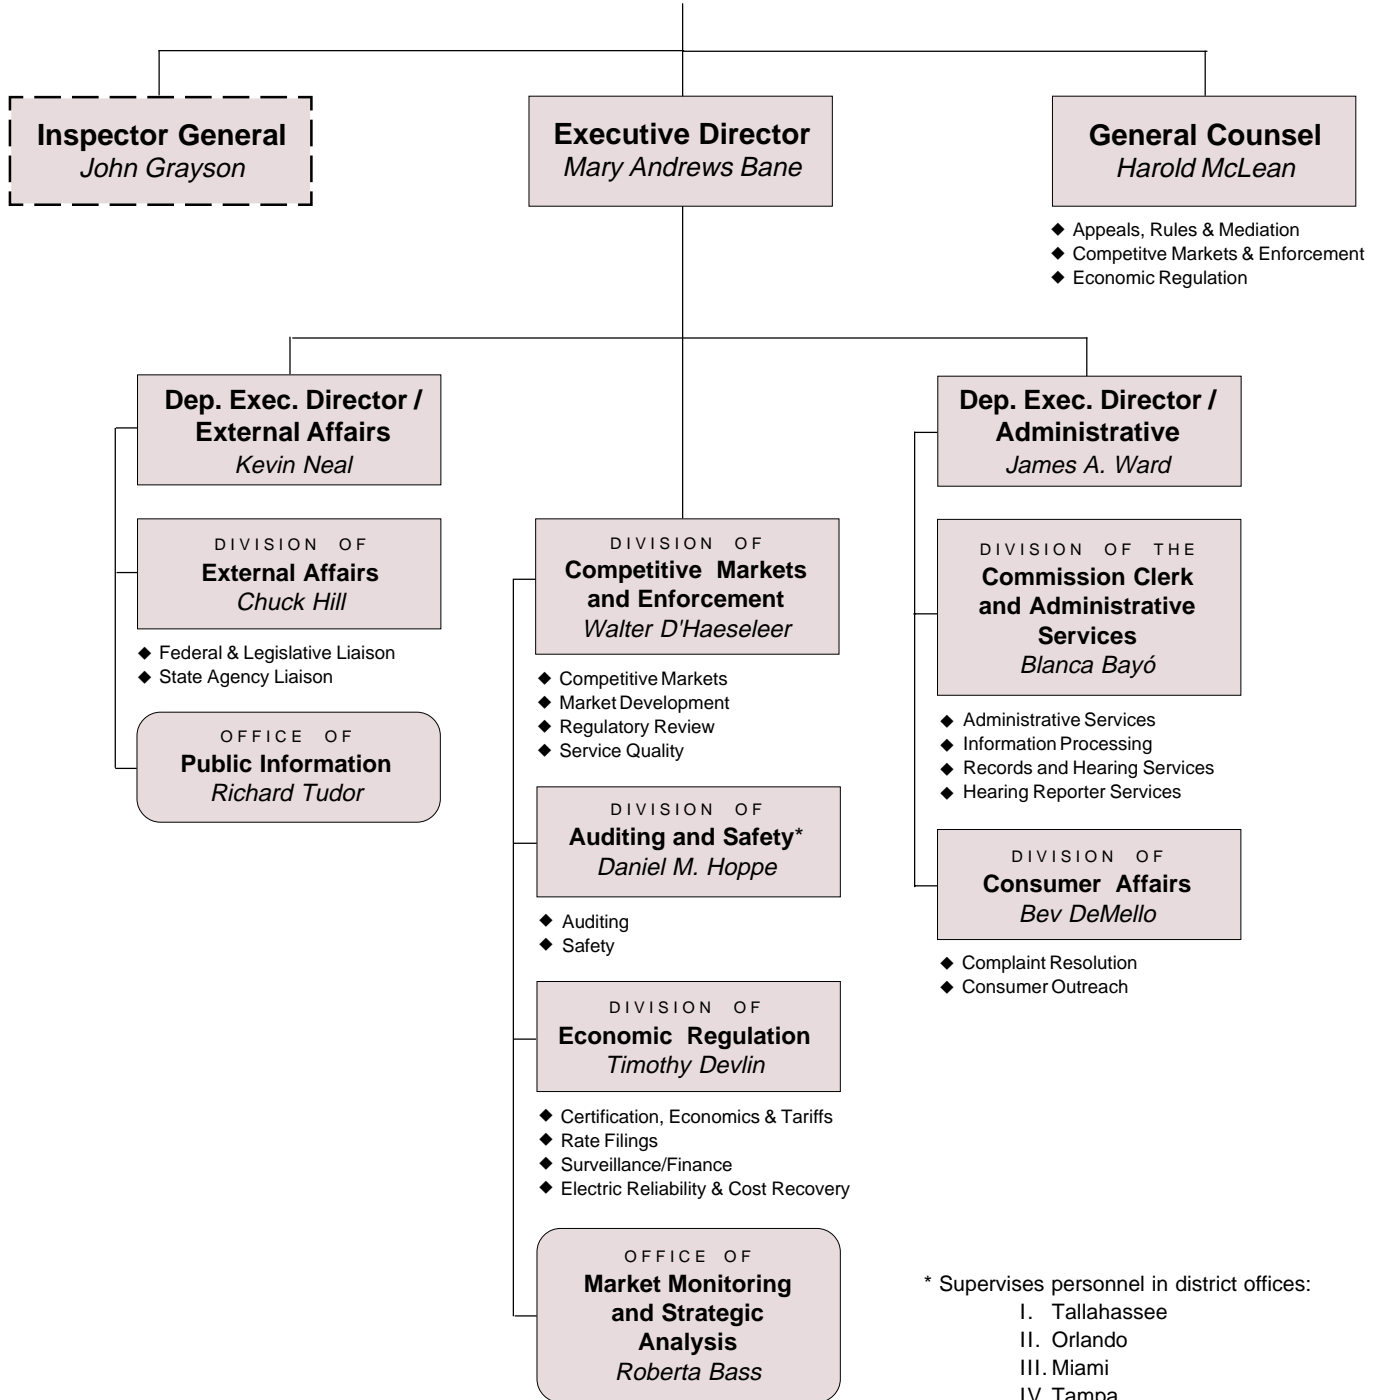 Inspector General
John Grayson
Executive Director
Mary Andrews Bane
General Counsel
Harold McLean
◆ Appeals, Rules & Mediation
◆ Competitve Markets & Enforcement
◆ Economic Regulation
Dep. Exec. Director /
External Affairs
Kevin Neal
DIVISION OF
External Affairs
Chuck Hill
◆ Federal & Legislative Liaison
◆ State Agency Liaison
OFFICE OF
Public Information
Richard Tudor
DIVISION OF
Competitive Markets
and Enforcement
Walter D'Haeseleer
◆ Competitive Markets
◆ Market Development
◆ Regulatory Review
◆ Service Quality
DIVISION OF
Auditing and Safety*
Daniel M. Hoppe
◆ Auditing
◆ Safety
DIVISION OF
Economic Regulation
Timothy Devlin
◆ Certification, Economics & Tariffs
◆ Rate Filings
◆ Surveillance/Finance
◆ Electric Reliability & Cost Recovery
OFFICE OF
Market Monitoring
and Strategic
Analysis
Roberta Bass
Dep. Exec. Director /
Administrative
James A. Ward
DIVISION OF THE
Commission Clerk
and Administrative
Services
Blanca Bayó
◆ Administrative Services
◆ Information Processing
◆ Records and Hearing Services
◆ Hearing Reporter Services
DIVISION OF
Consumer Affairs
Bev DeMello
◆ Complaint Resolution
◆ Consumer Outreach
* Supervises personnel in district offices:
I. Tallahassee
II. Orlando
III. Miami
IV. Tampa